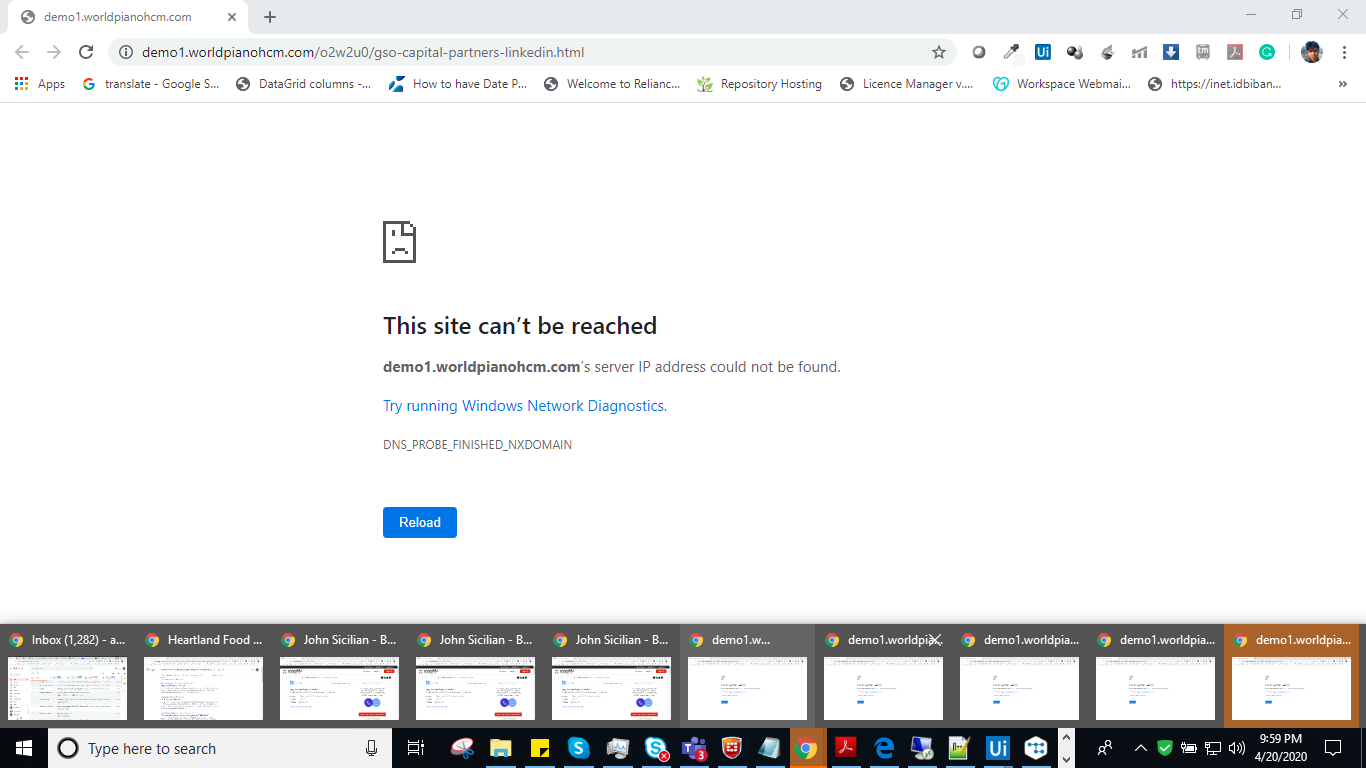 demo1.worldpianohcm.com
demo1.worldpianohcm.com/o2w2u0/gso-capital-partners-linkedin.html
Apps
translate - Google S...
DataGrid columns -...
How to have Date P...
Welcome to Relianc...
Repository Hosting
Licence Manager v....
Workspace Webmai...
https://inet.idbiban...
»
This site can’t be reached
demo1.worldpianohcm.com’s server IP address could not be found.
Try running Windows Network Diagnostics.
DNS_PROBE_FINISHED_NXDOMAIN
Reload
Inbox (1,282) - a...
Heartland Food ...
John Sicilian - B...
John Sicilian - B...
John Sicilian - B...
demo1.w...
demo1.worldpia...
demo1.worldpia...
demo1.worldpia...
Type here to search
9:59 PM
4/20/2020